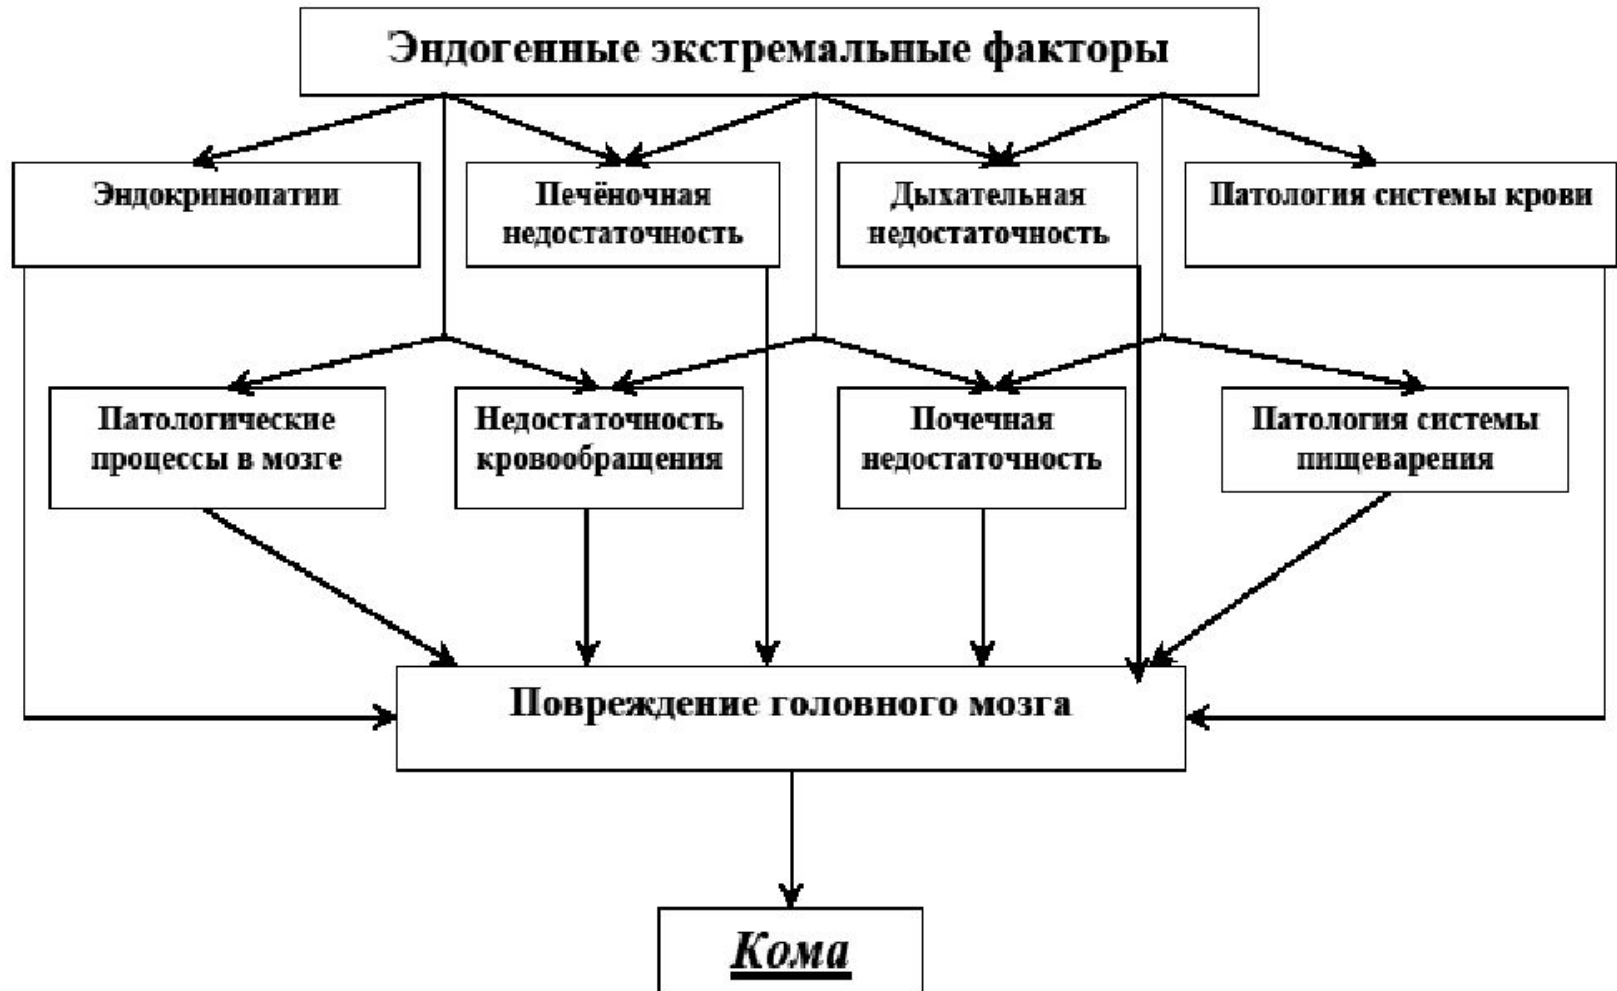 Эндогенные экстремальные факторы
Эндокринопатии
Печёночная
недостаточность
Дыхательная
недостаточность
Патология системы крови
Патологические
процессы в мозге
Недостаточность
кровообращения
Почечная
недостаточность
Патология системы
пищеварения
Повреждение головного мозга
Кома